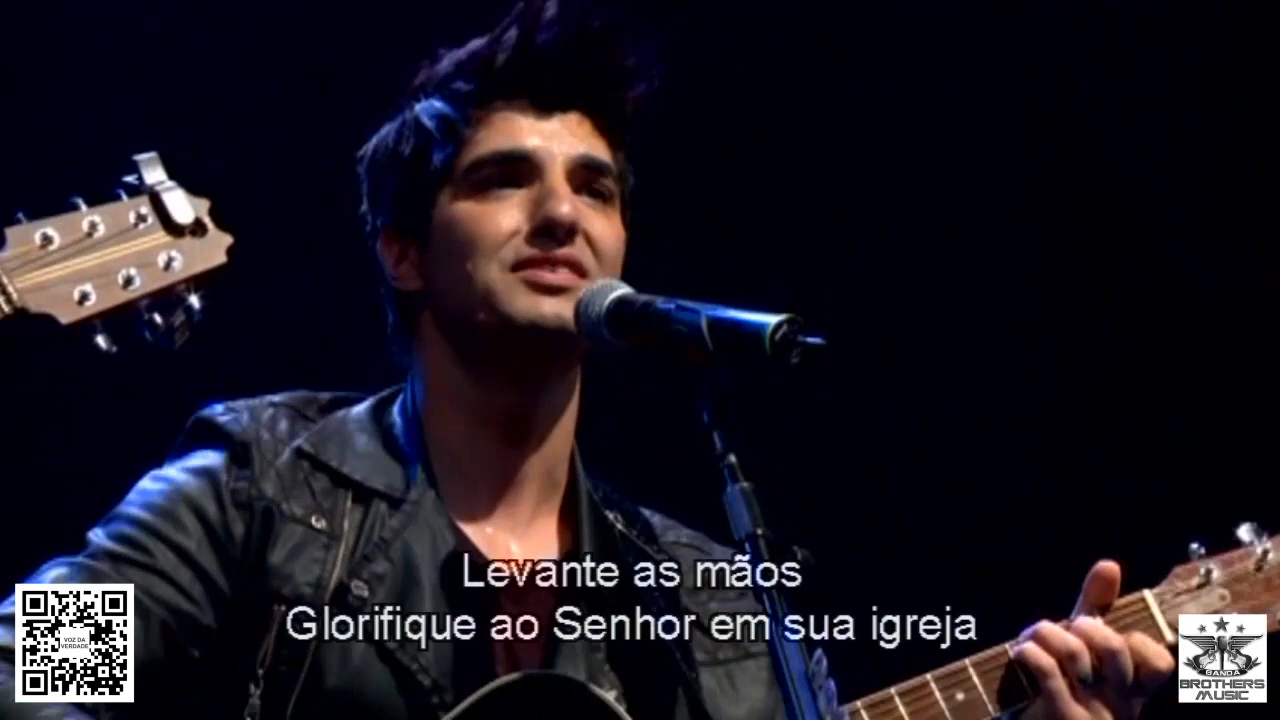 Levante as mãos
Glorifique ao Senhor em sua igreja
VOZ DA
VERDADE
BANDA
BROTHERS
MUSIC